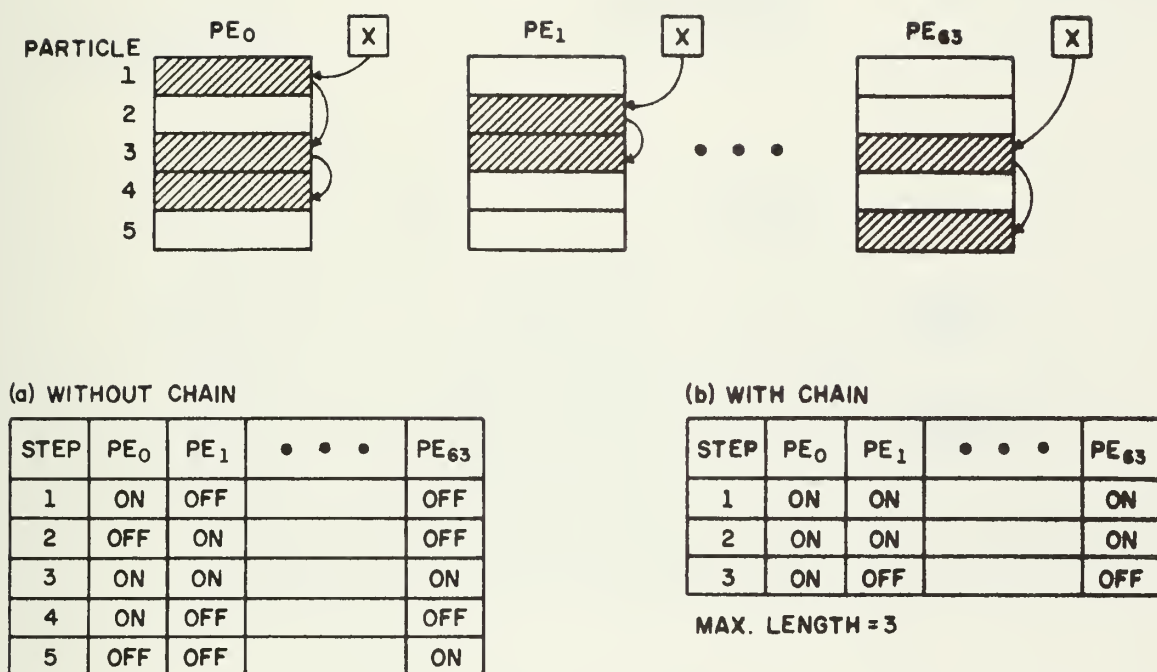 PARTICLE PE₀ X PE₁ X PE₆₃ X
1
2
3
4
5
• • •
(a) WITHOUT CHAIN
STEP PE₀ PE₁ • • • PE₆₃
1 ON OFF OFF
2 OFF ON OFF
3 ON ON ON
4 ON OFF OFF
5 OFF OFF ON
(b) WITH CHAIN
STEP PE₀ PE₁ • • • PE₆₃
1 ON ON ON
2 ON ON ON
3 ON OFF OFF
MAX. LENGTH = 3